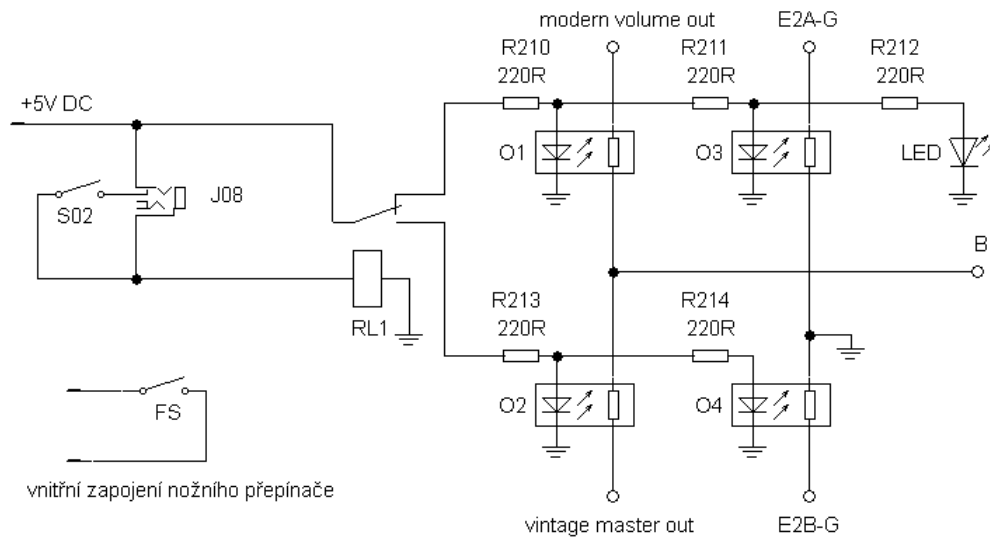 modern volume out
E2A-G
R210
220R
R211
220R
R212
220R
+5V DC
O1
O3
LED
J08
S02
B
RL1
R213
220R
R214
220R
FS
O2
O4
vnitřní zapojení nožního přepínače
vintage master out
E2B-G